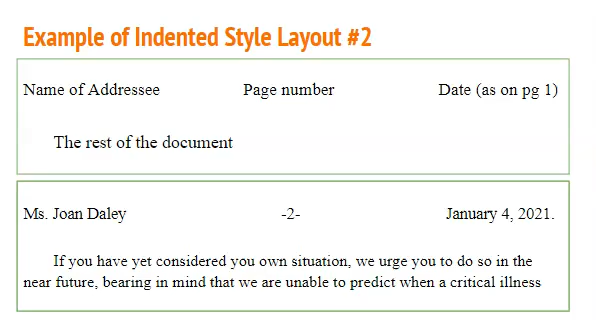 Example of Indented Style Layout #2
Name of Addressee Page number Date (as on pg 1)
The rest of the document
Ms. Joan Daley -2- January 4, 2021.
If you have yet considered you own situation, we urge you to do so in the
near future, bearing in mind that we are unable to predict when a critical illness